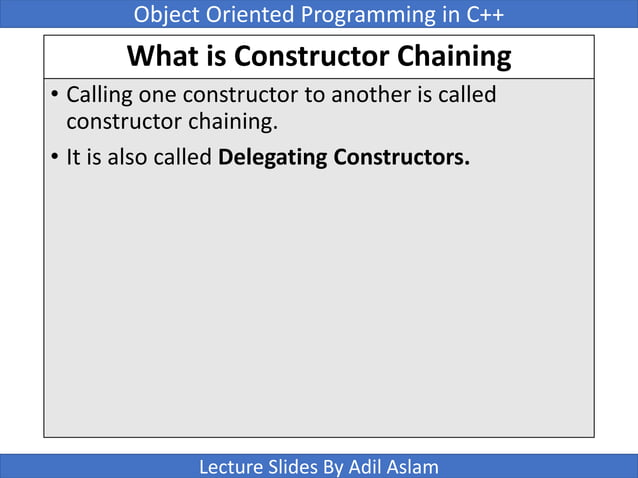 Object Oriented Programming in C++
What is Constructor Chaining
• Calling one constructor to another is called
constructor chaining.
• It is also called Delegating Constructors.
Lecture Slides By Adil Aslam